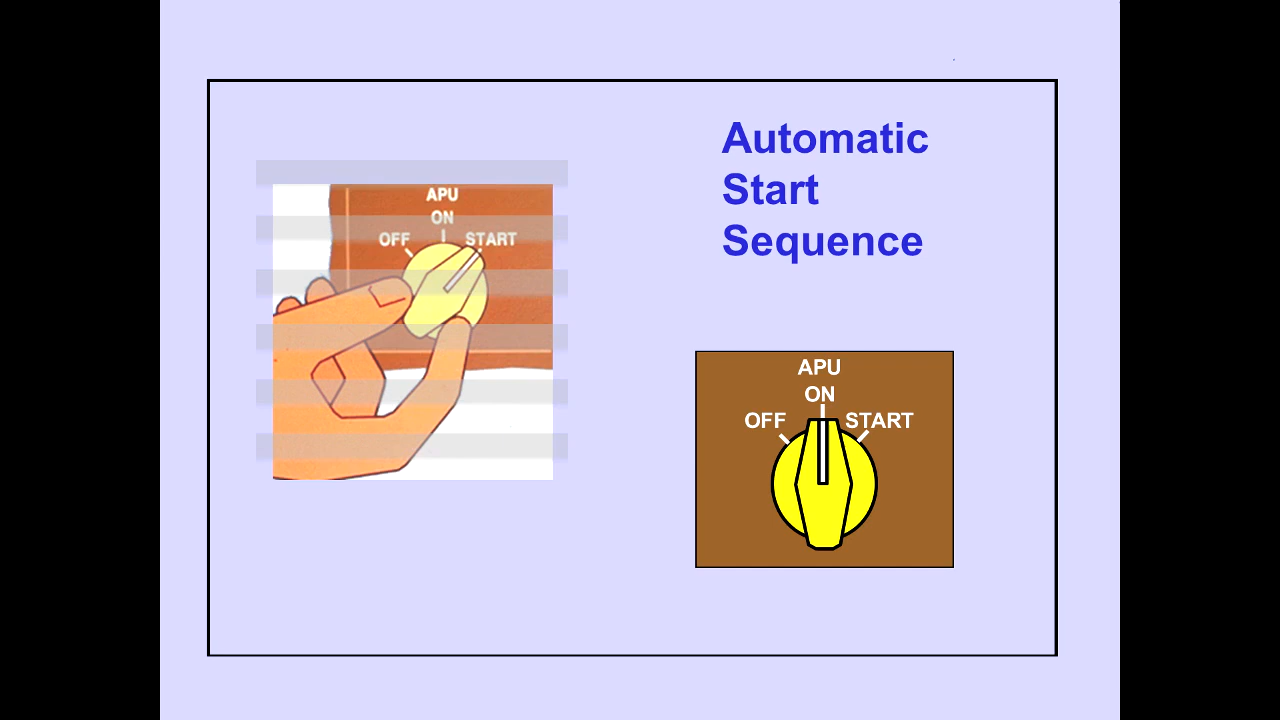 Automatic
Start
Sequence
APU
ON
OFF START
APU
ON
OFF START